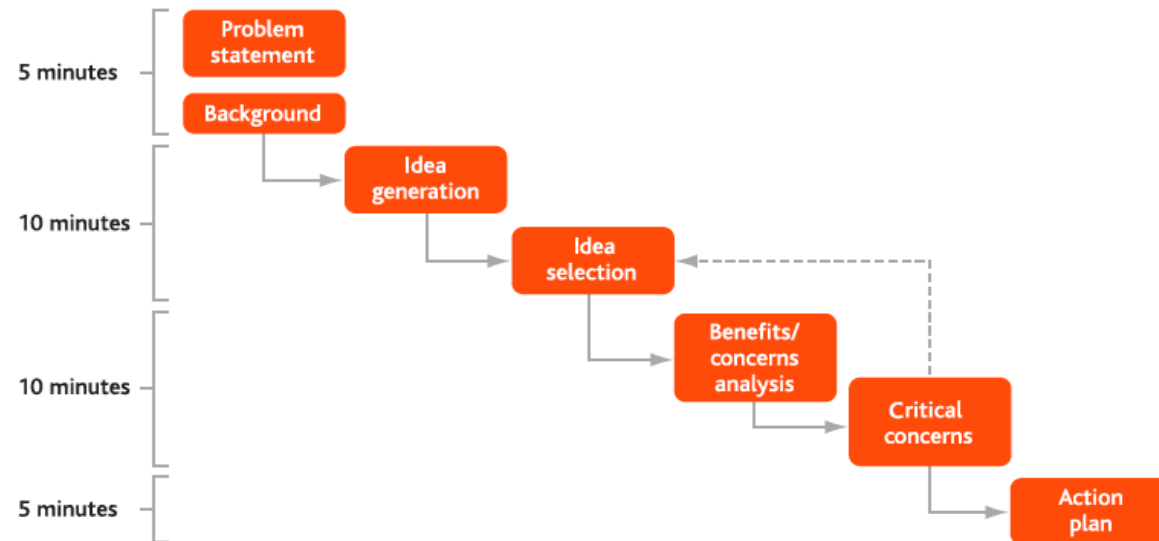 Problem
statement
5 minutes
Background
Idea
generation
10 minutes
Idea
selection
Benefits/
concerns
analysis
10 minutes
Critical
concerns
Action
plan
5 minutes